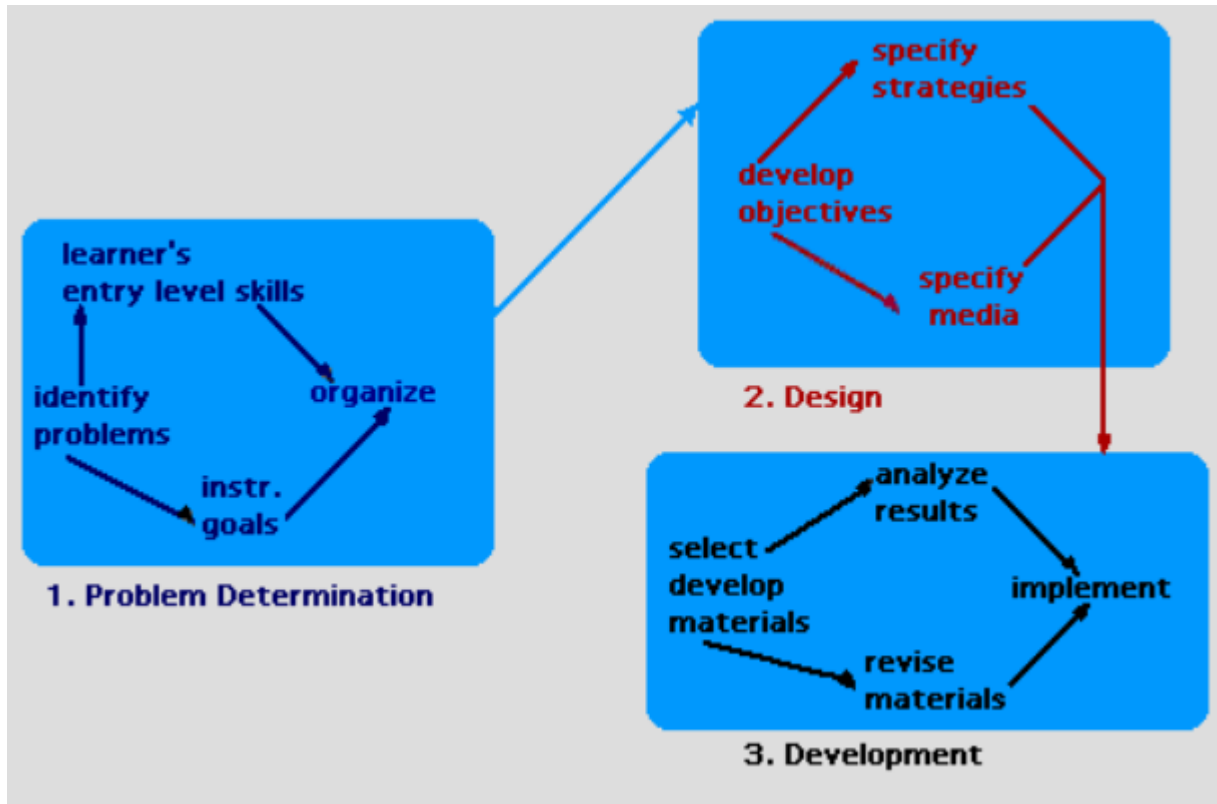 learner's
entry level skills
identify
problems
organize
instr.
goals
1. Problem Determination
specify
strategies
develop
objectives
specify
media
2. Design
analyze
results
select
develop
materials
implement
revise
materials
3. Development